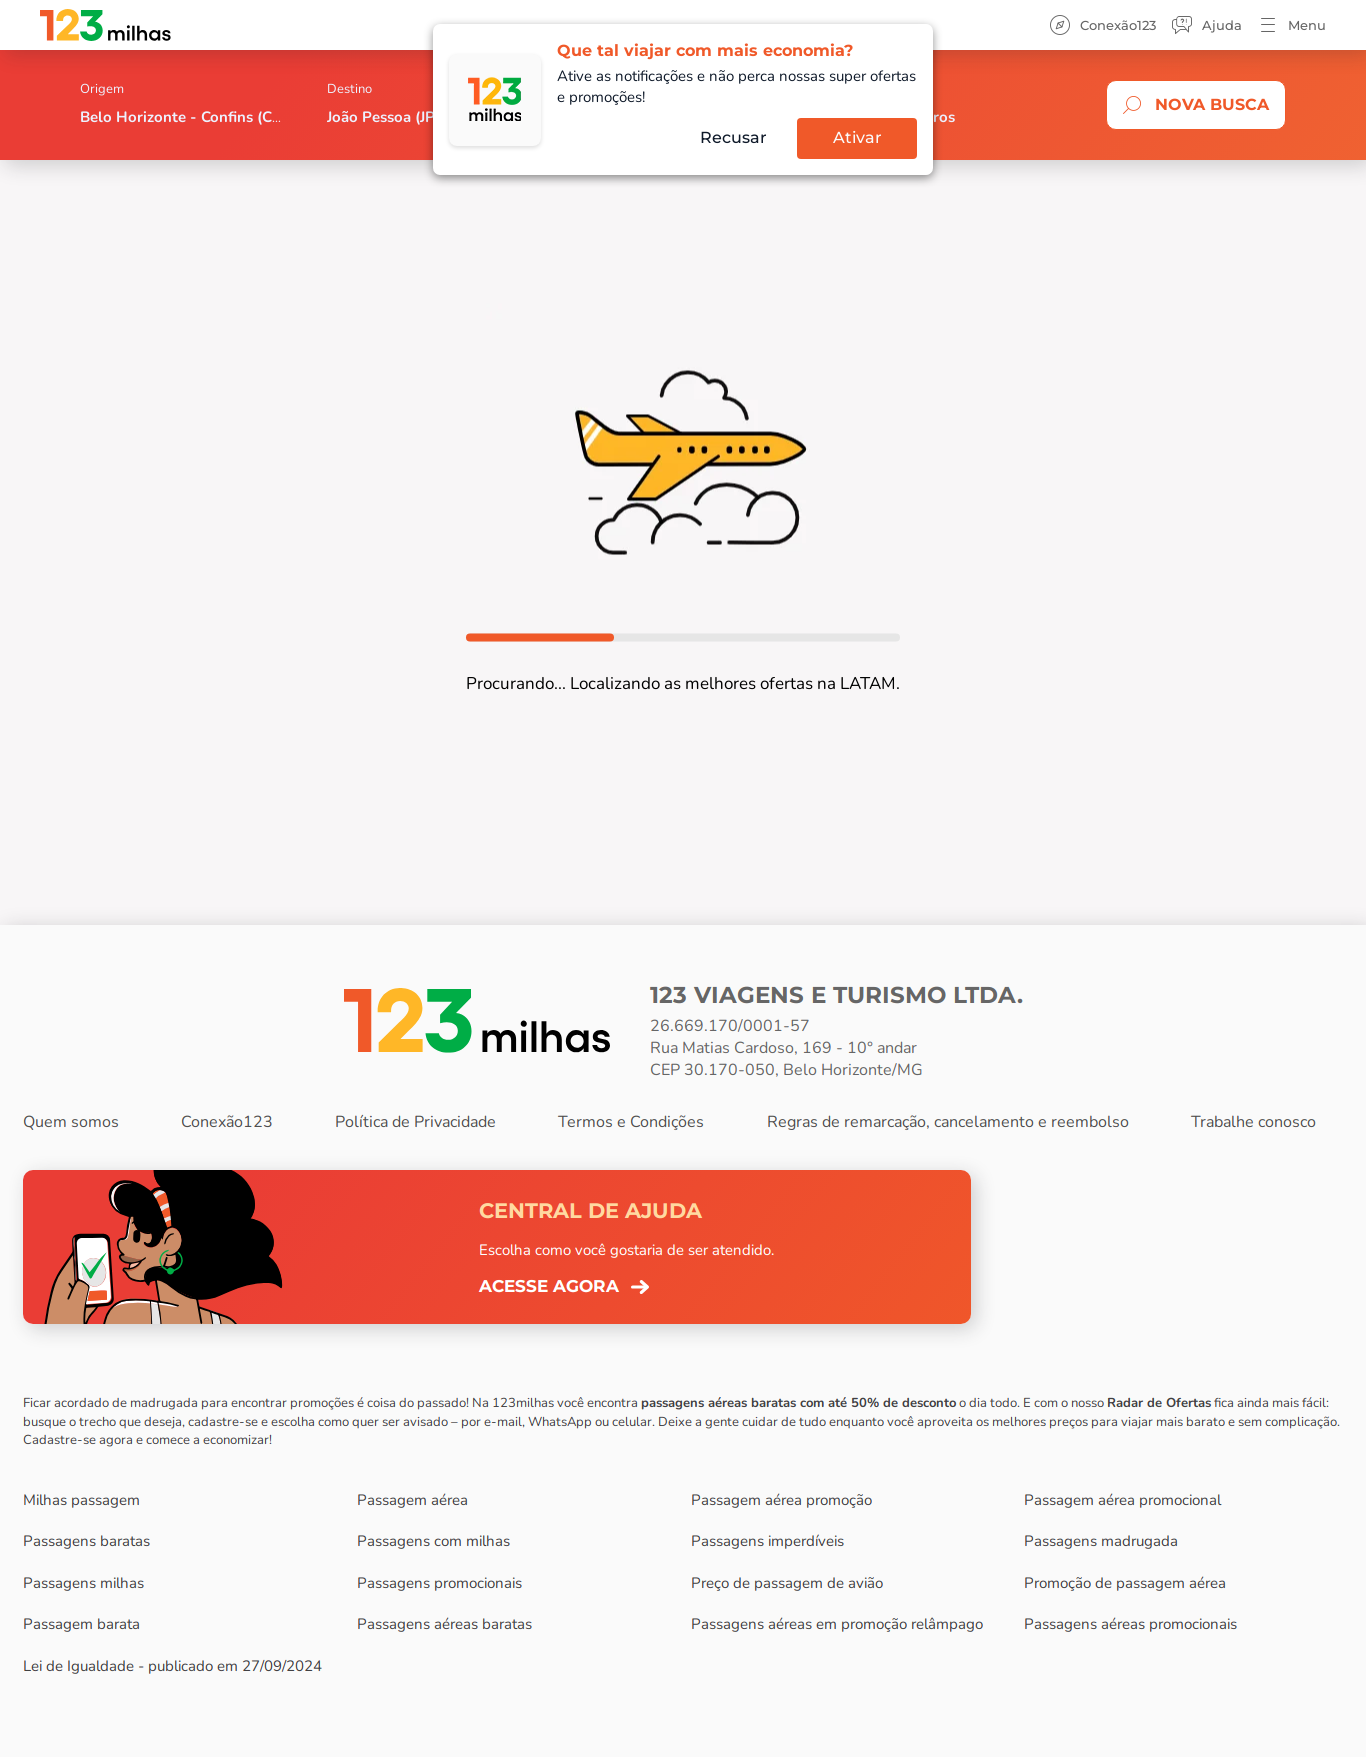 123 milhas
Conexão123
Ajuda
Menu
Que tal viajar com mais economia?
Ative as notificações e não perca nossas super ofertas
e promoções!
123
milhas
Recusar
Ativar
Origem
Destino
Belo Horizonte - Confins (C...
João Pessoa (JP
ros
NOVA BUSCA
Procurando... Localizando as melhores ofertas na LATAM.
123 milhas
123 VIAGENS E TURISMO LTDA.
26.669.170/0001-57
Rua Matias Cardoso, 169 - 10° andar
CEP 30.170-050, Belo Horizonte/MG
Quem somos
Conexão123
Política de Privacidade
Termos e Condições
Regras de remarcação, cancelamento e reembolso
Trabalhe conosco
CENTRAL DE AJUDA
Escolha como você gostaria de ser atendido.
ACESSE AGORA
Ficar acordado de madrugada para encontrar promoções é coisa do passado! Na 123milhas você encontra passagens aéreas baratas com até 50% de desconto o dia todo. E com o nosso Radar de Ofertas fica ainda mais fácil:
busque o trecho que deseja, cadastre-se e escolha como quer ser avisado – por e-mail, WhatsApp ou celular. Deixe a gente cuidar de tudo enquanto você aproveita os melhores preços para viajar mais barato e sem complicação.
Cadastre-se agora e comece a economizar!
Milhas passagem
Passagem aérea
Passagem aérea promoção
Passagem aérea promocional
Passagens baratas
Passagens com milhas
Passagens imperdíveis
Passagens madrugada
Passagens milhas
Passagens promocionais
Preço de passagem de avião
Promoção de passagem aérea
Passagem barata
Passagens aéreas baratas
Passagens aéreas em promoção relâmpago
Passagens aéreas promocionais
Lei de Igualdade - publicado em 27/09/2024